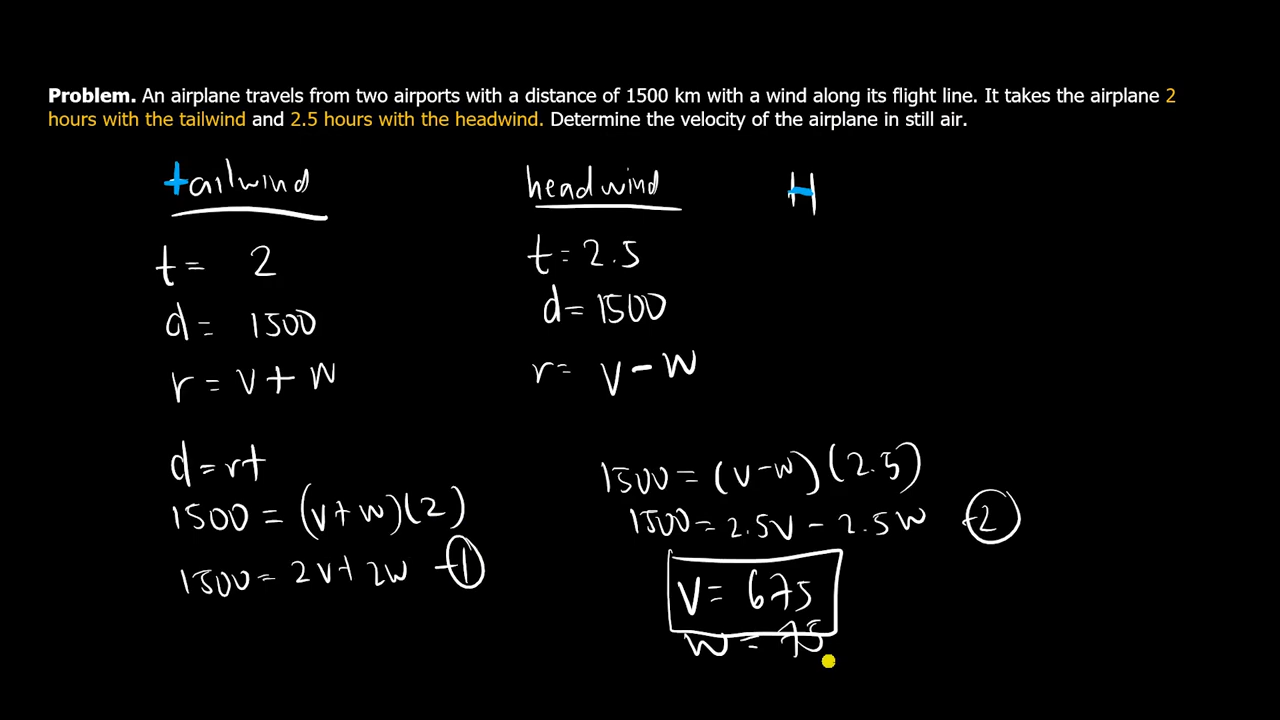 Problem. An airplane travels from two airports with a distance of 1500 km with a wind along its flight line. It takes the airplane 2
hours with the tailwind and 2.5 hours with the headwind. Determine the velocity of the airplane in still air.
tailwind
t = 2
d = 1500
r = v + w
d = rt
1500 = (v+w)(2)
1500 = 2v + 2w - 1
headwind
t = 2.5
d = 1500
r = v - w
1500 = (v-w)(2.5)
1500 = 2.5v - 2.5w - 2
v = 675
w = 75
H